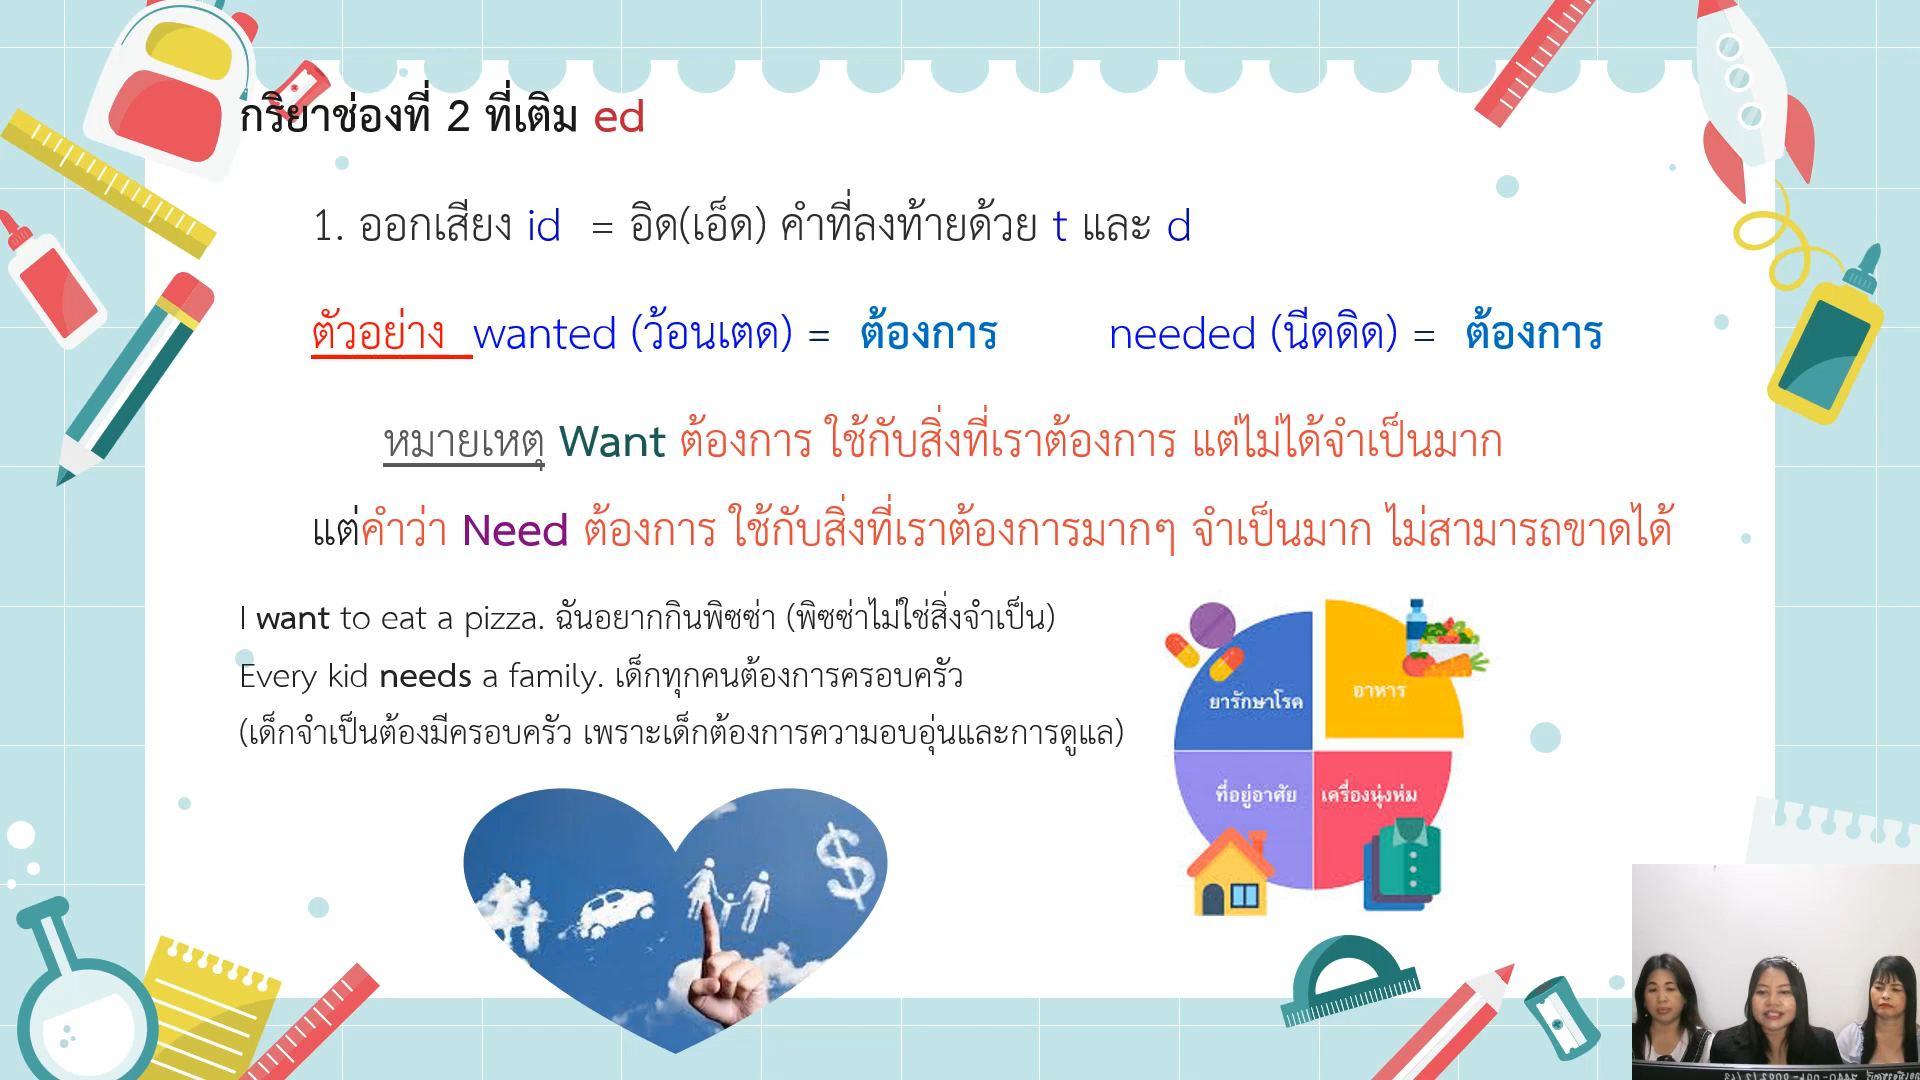 กริยาช่องที่ 2 ที่เติม ed
1. ออกเสียง id = อิด(เอ็ด) คำที่ลงท้ายด้วย t และ d
ตัวอย่าง wanted (ว้อนเตด) = ต้องการ needed (นีดดิด) = ต้องการ
หมายเหตุ Want ต้องการ ใช้กับสิ่งที่เราต้องการ แต่ไม่ได้จำเป็นมาก
แต่คำว่า Need ต้องการ ใช้กับสิ่งที่เราต้องการมากๆ จำเป็นมาก ไม่สามารถขาดได้
I want to eat a pizza. ฉันอยากกินพิซซ่า (พิซซ่าไม่ใช่สิ่งจำเป็น)
Every kid needs a family. เด็กทุกคนต้องการครอบครัว
(เด็กจำเป็นต้องมีครอบครัว เพราะเด็กต้องการความอบอุ่นและการดูแล)
ยารักษาโรค
อาหาร
ที่อยู่อาศัย
เครื่องนุ่งห่ม
$